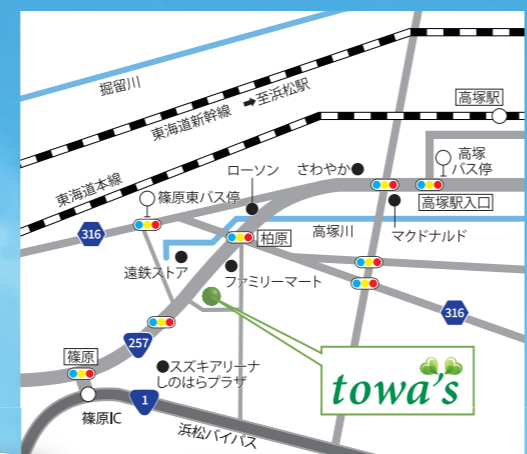 掘留川
東海道新幹線 ➡至浜松駅
高塚駅
東海道本線
ローソン
さわやか
高塚
バス停
篠原東バス停
高塚駅入口
316
柏原
高塚川
マクドナルド
遠鉄ストア
ファミリーマート
316
257
篠原
スズキアリーナ
しのはらプラザ
towa's
1
篠原IC
浜松バイパス